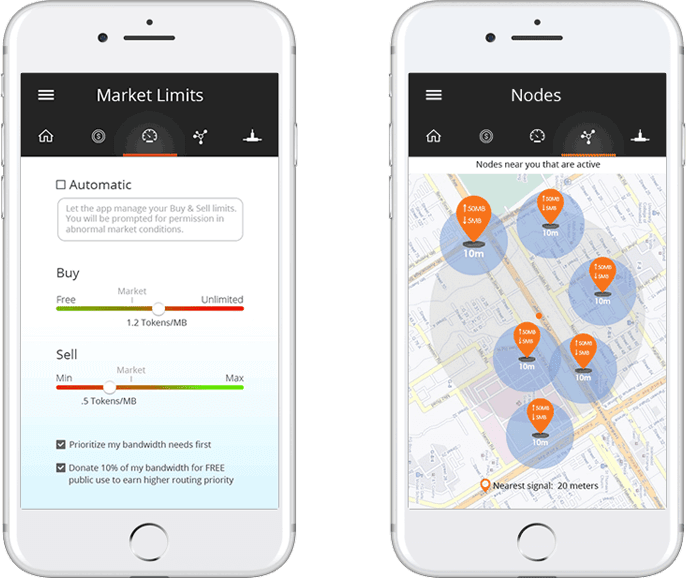 Market Limits
Automatic
Let the app manage your Buy & Sell limits.
You will be prompted for permission in
abnormal market conditions.
Buy
Market
Free
Unlimited
1.2 Tokens/MB
Sell
Market
Min
Max
.5 Tokens/MB
Prioritize my bandwidth needs first
Donate 10% of my bandwidth for FREE
public use to earn higher routing priority
Nodes
Nodes near you that are active
↑50MB
↓5MB
10m
↑50MB
↓5MB
10m
↑50MB
↓5MB
10m
↑50MB
↓5MB
10m
↑50MB
↓5MB
10m
↑50MB
↓5MB
10m
Nearest signal: 20 meters